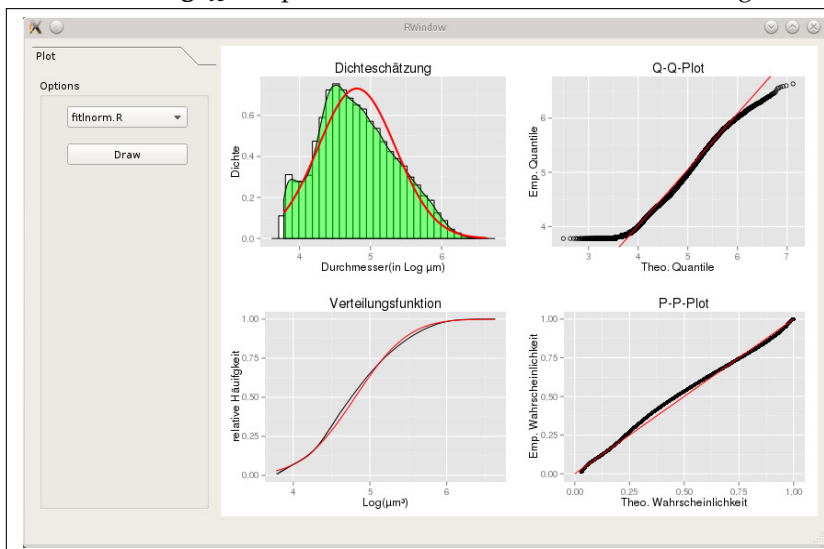 RWindow
Plot
Options
fitlnorm.R
Draw
Dichteschätzung
Dichte
0.6
0.4
0.2
0.0
4 5 6
Durchmesser(in Log µm)
Q-Q-Plot
Emp. Quantile
6
5
4
3 4 5 6 7
Theo. Quantile
Verteilungsfunktion
relative Häuifgkeit
1.00
0.75
0.50
0.25
0.00
4 5 6
Log(µm³)
P-P-Plot
Emp. Wahrscheinlichkeit
1.00
0.75
0.50
0.25
0.00
0.00 0.25 0.50 0.75 1.00
Theo. Wahrscheinlichkeit